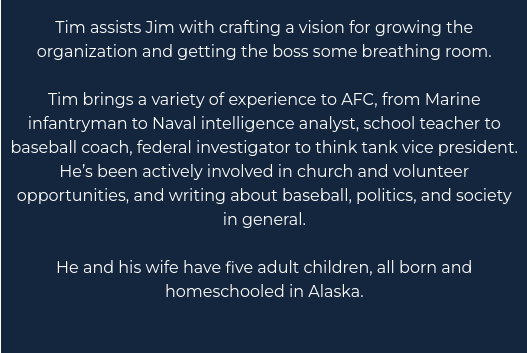 Tim assists Jim with crafting a vision for growing the
organization and getting the boss some breathing room.
Tim brings a variety of experience to AFC, from Marine
infantryman to Naval intelligence analyst, school teacher to
baseball coach, federal investigator to think tank vice president.
He's been actively involved in church and volunteer
opportunities, and writing about baseball, politics, and society
in general.
He and his wife have five adult children, all born and
homeschooled in Alaska.